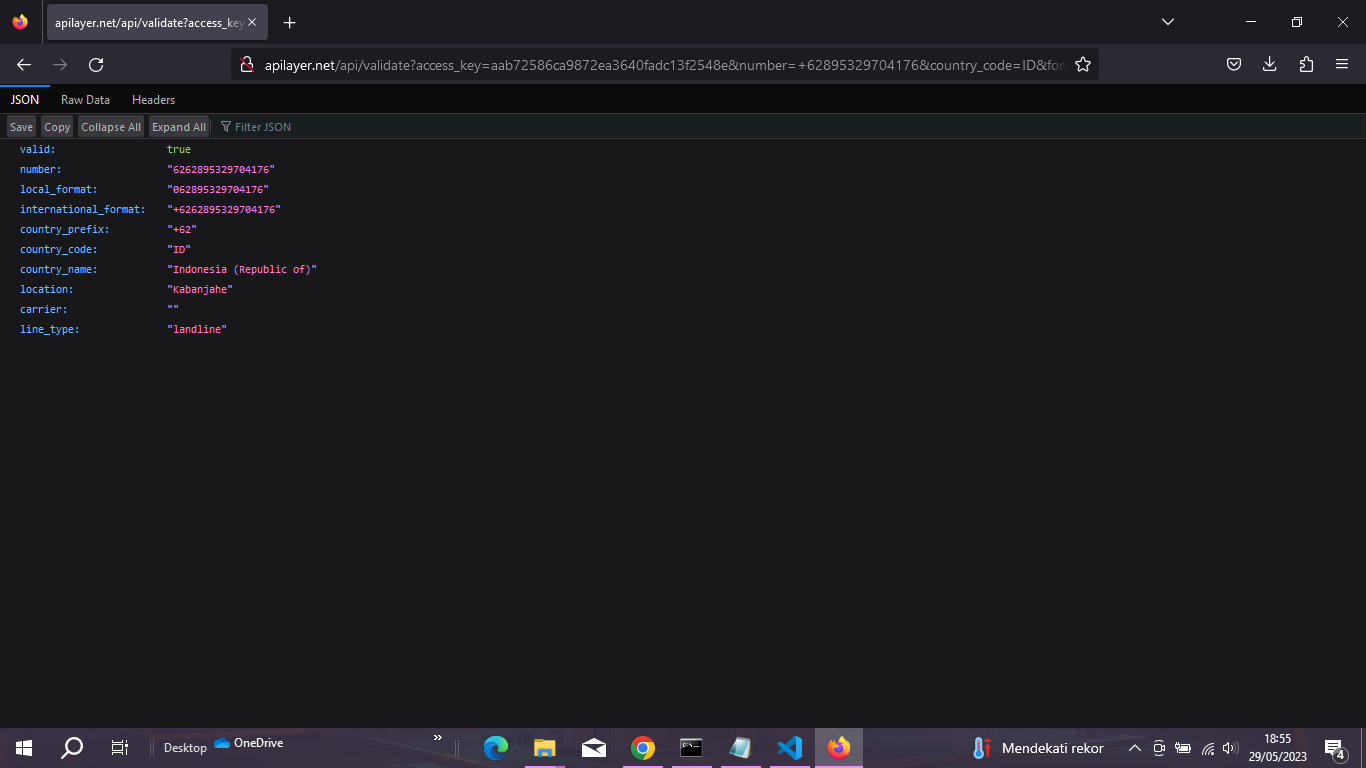 apilayer.net/api/validate?access_key
apilayer.net/api/validate?access_key=aab72586ca9872ea3640fadc13f2548e&number=+62895329704176&country_code=ID&for
JSON Raw Data Headers
Save Copy Collapse All Expand All Filter JSON
valid: true
number: "6262895329704176"
local_format: "062895329704176"
international_format: "+6262895329704176"
country_prefix: "+62"
country_code: "ID"
country_name: "Indonesia (Republic of)"
location: "Kabanjahe"
carrier: ""
line_type: "landline"
Desktop OneDrive » Mendekati rekor 18:55
29/05/2023 4